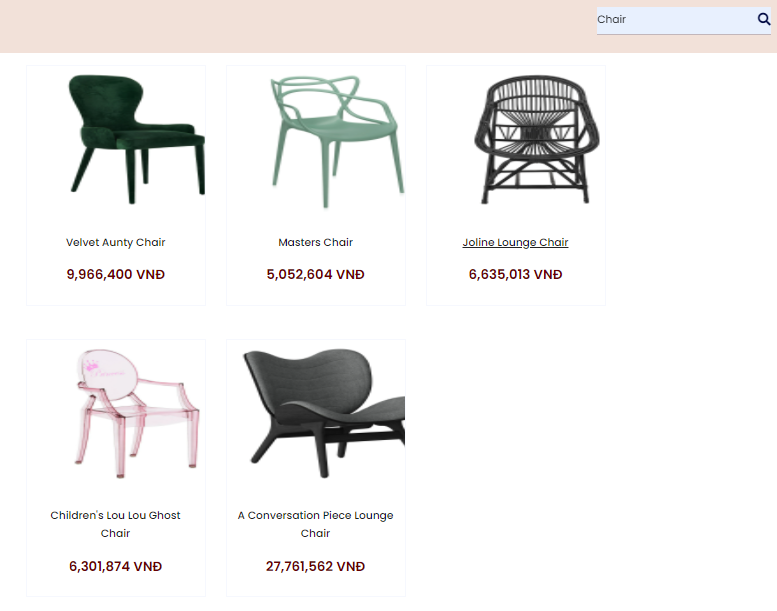 Chair
Velvet Aunty Chair
Masters Chair
Joline Lounge Chair
9,966,400 VNĐ
5,052,604 VNĐ
6,635,013 VNĐ
Children's Lou Lou Ghost
Chair
A Conversation Piece Lounge
Chair
6,301,874 VNĐ
27,761,562 VNĐ